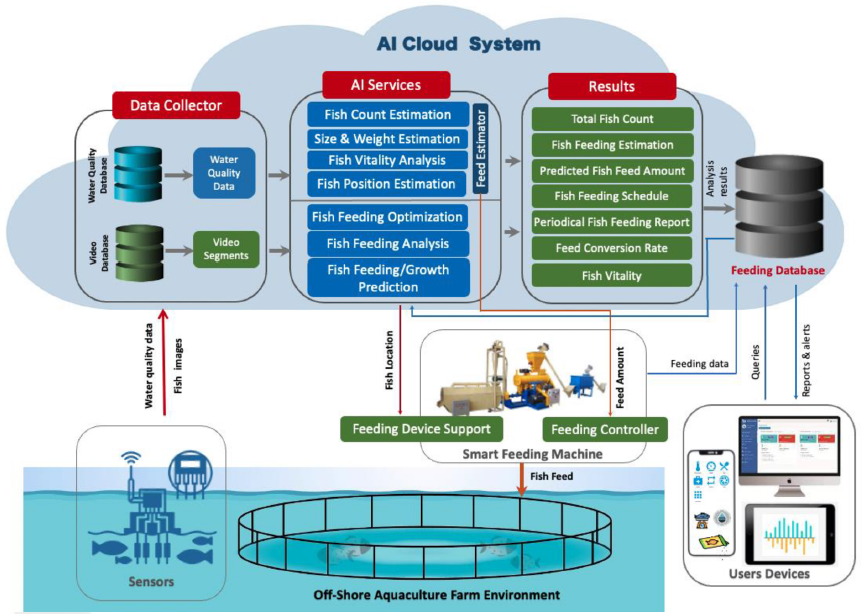 AI Cloud System
Data Collector
AI Services
Results
Water Quality
Database
Water
Quality
Data
Video
Database
Video
Segments
Fish Count Estimation
Size & Weight Estimation
Fish Vitality Analysis
Fish Position Estimation
Feed Estimator
Fish Feeding Optimization
Fish Feeding Analysis
Fish Feeding/Growth
Prediction
Total Fish Count
Fish Feeding Estimation
Predicted Fish Feed Amount
Fish Feeding Schedule
Periodical Fish Feeding Report
Feed Conversion Rate
Fish Vitality
Analysis
results
Feeding Database
Water quality data
Fish images
Fish Location
Feed Amount
Feeding data
Queries
Reports & alerts
Feeding Device Support
Feeding Controller
Smart Feeding Machine
Fish Feed
Sensors
Off-Shore Aquaculture Farm Environment
Users Devices